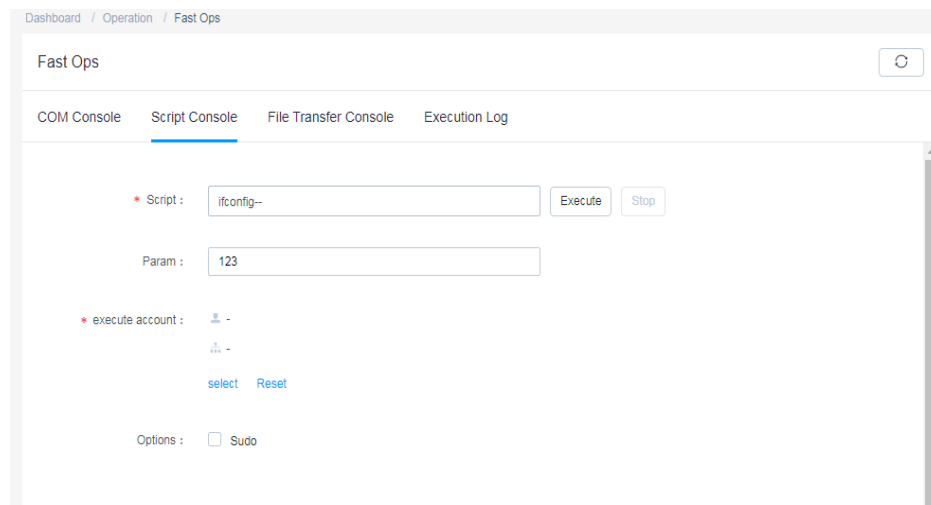 Dashboard / Operation / Fast Ops
Fast Ops
COM Console Script Console File Transfer Console Execution Log
* Script : ifconfig-- Execute Stop
Param : 123
* execute account : -
-
select Reset
Options : Sudo